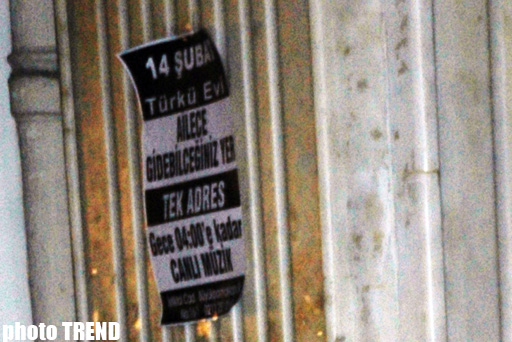 14 ŞUBAT
Türkü Evi
AİLECE
GİDEBİLCEĞİNİZ YER
TEK ADRES
Gece 04:00'e kadar
CANLI MÜZİK
photo TREND